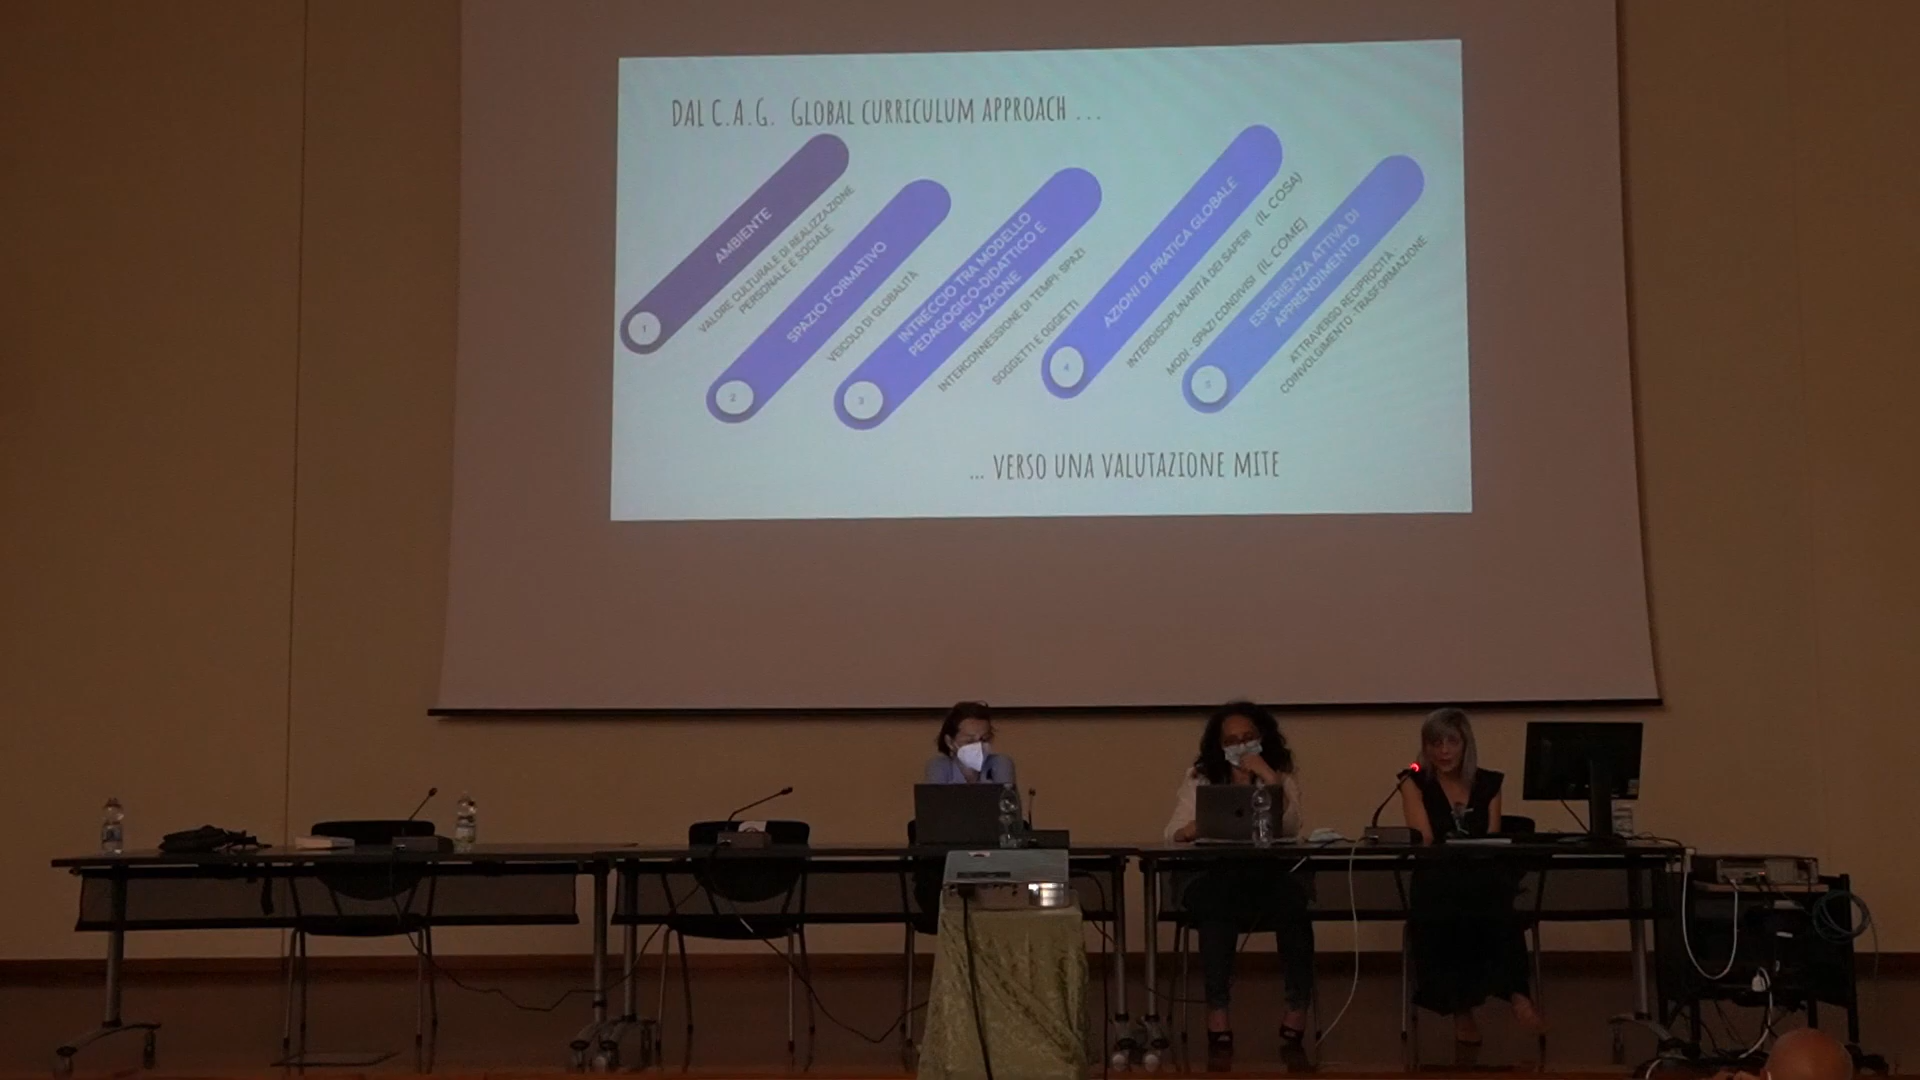 DAL C.A.G. GLOBAL CURRICULUM APPROACH ...
1
AMBIENTE
VALORE CULTURALE DI REALIZZAZIONE
PERSONALE E SOCIALE
2
SPAZIO FORMATIVO
VEICOLO DI GLOBALITÀ
3
INTRECCIO TRA MODELLO
PEDAGOGICO-DIDATTICO E
RELAZIONE
INTERCONNESSIONE DI TEMPI- SPAZI
SOGGETTI E OGGETTI
4
AZIONI DI PRATICA GLOBALE
INTERDISCIPLINARITÀ DEI SAPERI (IL COSA)
MODI - SPAZI CONDIVISI (IL COME)
5
ESPERIENZA ATTIVA DI
APPRENDIMENTO
ATTRAVERSO RECIPROCITÀ -
COINVOLGIMENTO -TRASFORMAZIONE
... VERSO UNA VALUTAZIONE MITE